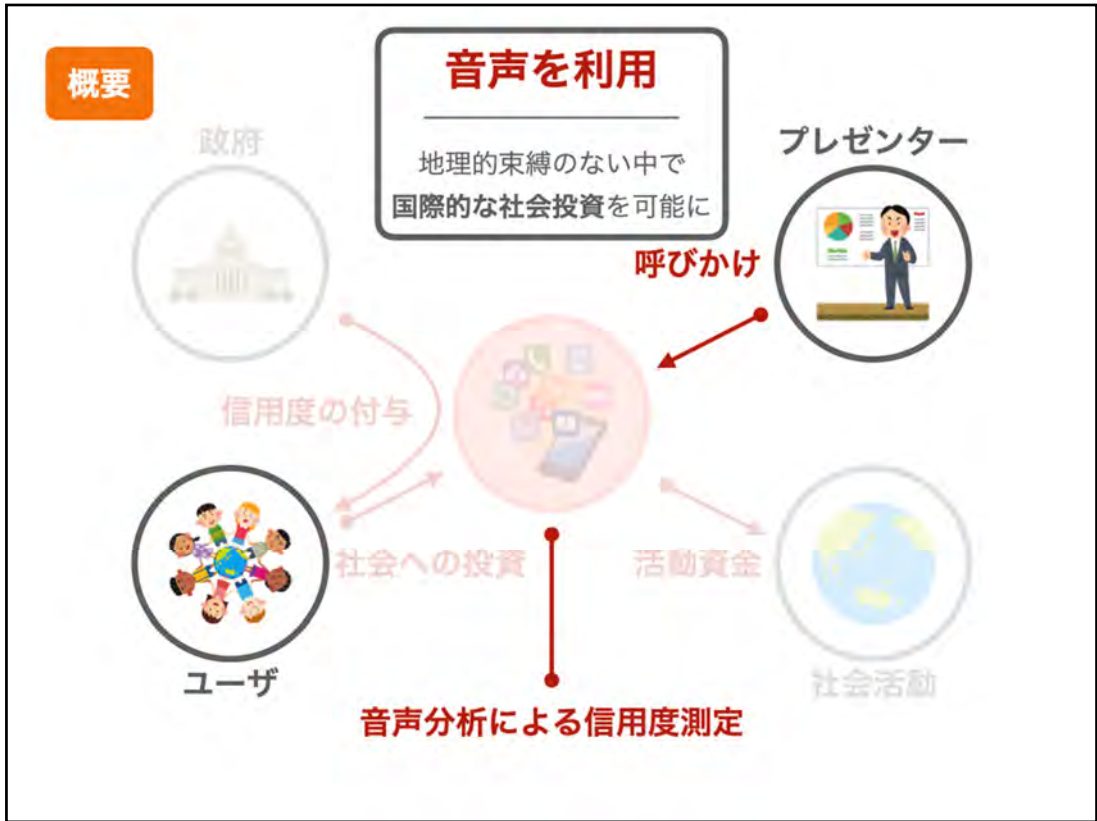 概要
音声を利用
地理的束縛のない中で
国際的な社会投資を可能に
政府
プレゼンター
呼びかけ
信用度の付与
社会への投資
活動資金
ユーザ
社会活動
音声分析による信用度測定